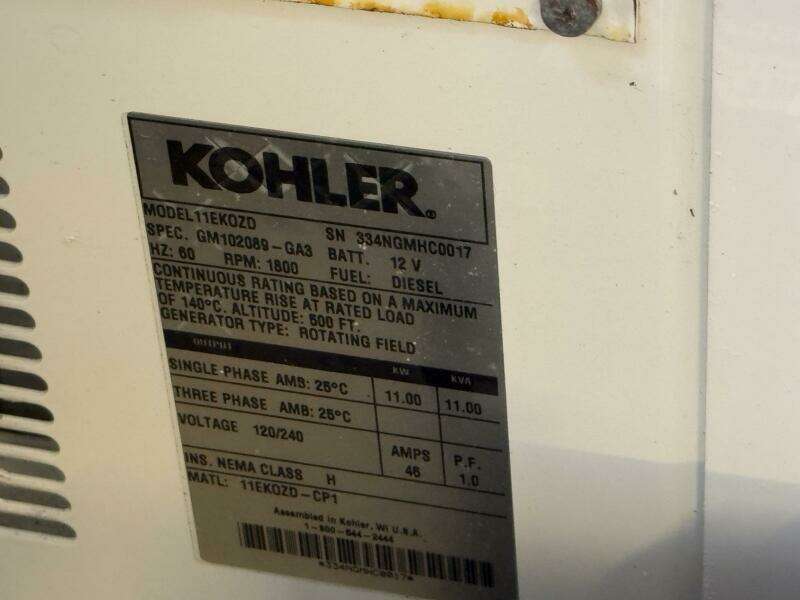 KOHLER®
MODEL 11EKOZD SN 334NGMHC0017
SPEC. GM102089-GA3 BATT. 12 V
HZ: 60 RPM: 1800 FUEL: DIESEL
CONTINUOUS RATING BASED ON A MAXIMUM
TEMPERATURE RISE AT RATED LOAD
OF 140°C. ALTITUDE: 500 FT.
GENERATOR TYPE: ROTATING FIELD
OUTPUT KW KVA
SINGLE PHASE AMB: 25°C 11.00 11.00
THREE PHASE AMB: 25°C
VOLTAGE 120/240 AMPS P.F.
46 1.0
INS. NEMA CLASS H
MATL: 11EKOZD-CP1
Assembled in Kohler, WI U.S.A.
1-800-544-2444
*334NGMHC0017*